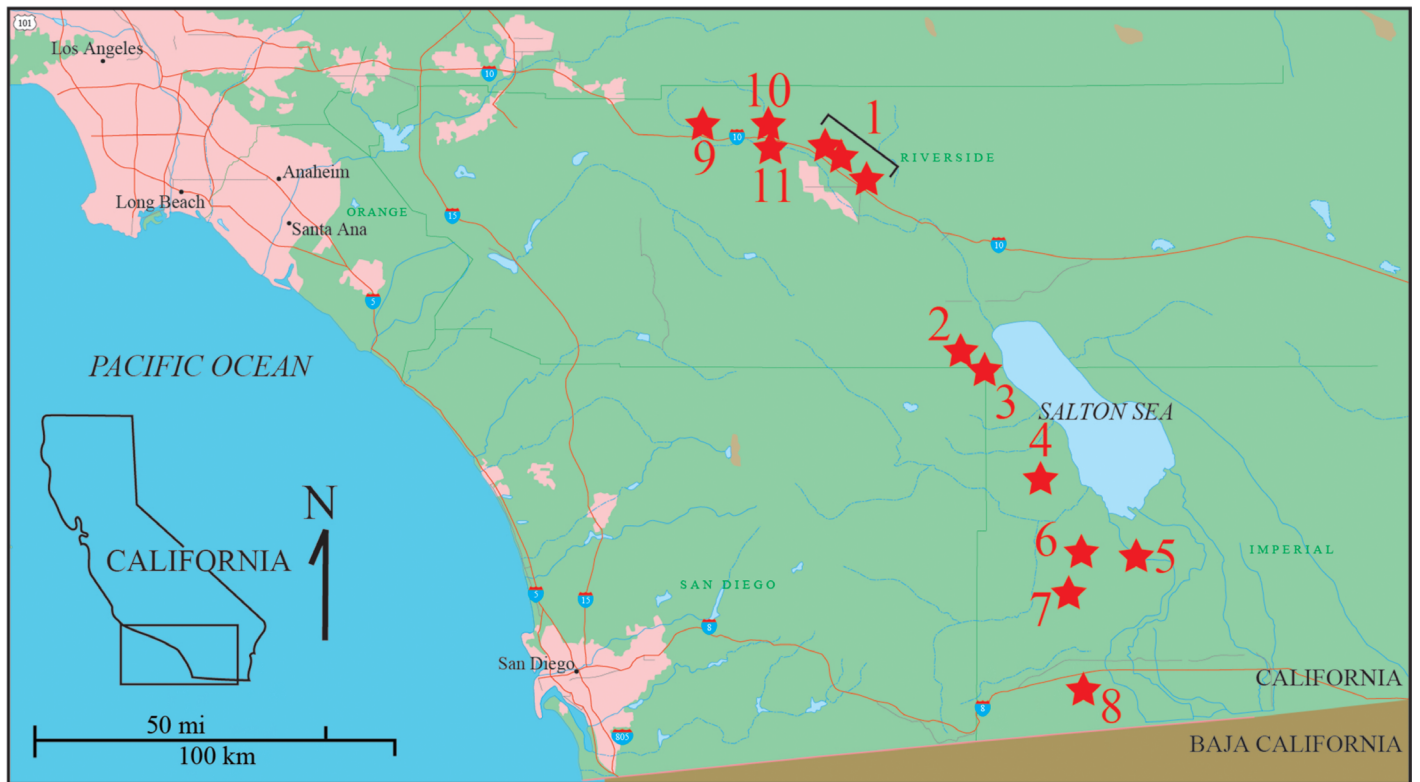 101
Los Angeles
10
10
9
10
11
1
RIVERSIDE
Anaheim
Long Beach
ORANGE
Santa Ana
15
10
5
PACIFIC OCEAN
2
3
SALTON SEA
4
N
CALIFORNIA
6
5
IMPERIAL
7
SAN DIEGO
5
15
8
San Diego
8
8
CALIFORNIA
50 mi
100 km
805
BAJA CALIFORNIA